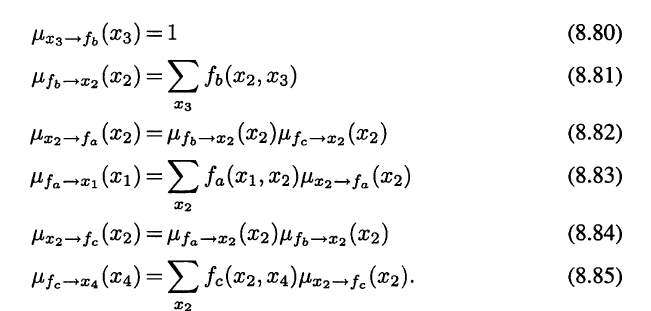 μ_{x_3→f_b}(x_3) = 1 (8.80)
μ_{f_b→x_2}(x_2) = ∑_{x_3} f_b(x_2, x_3) (8.81)
μ_{x_2→f_a}(x_2) = μ_{f_b→x_2}(x_2)μ_{f_c→x_2}(x_2) (8.82)
μ_{f_a→x_1}(x_1) = ∑_{x_2} f_a(x_1, x_2)μ_{x_2→f_a}(x_2) (8.83)
μ_{x_2→f_c}(x_2) = μ_{f_a→x_2}(x_2)μ_{f_b→x_2}(x_2) (8.84)
μ_{f_c→x_4}(x_4) = ∑_{x_2} f_c(x_2, x_4)μ_{x_2→f_c}(x_2). (8.85)